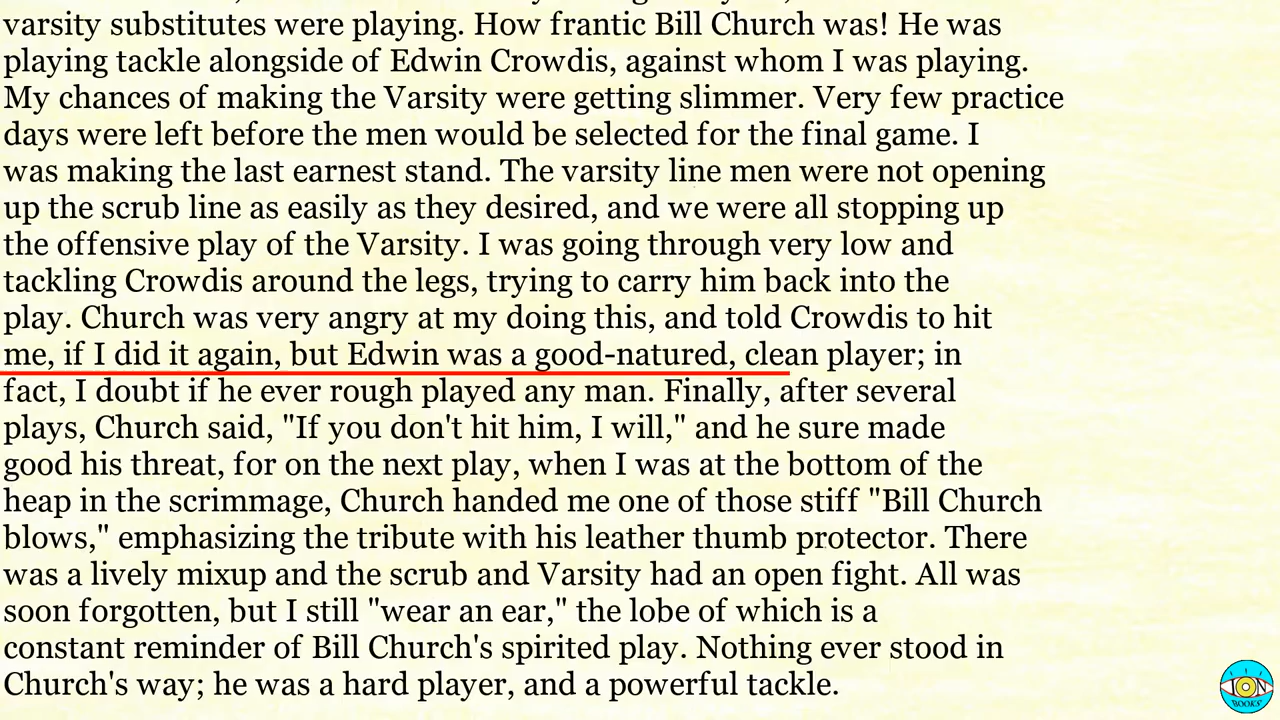 varsity substitutes were playing. How frantic Bill Church was! He was
playing tackle alongside of Edwin Crowdis, against whom I was playing.
My chances of making the Varsity were getting slimmer. Very few practice
days were left before the men would be selected for the final game. I
was making the last earnest stand. The varsity line men were not opening
up the scrub line as easily as they desired, and we were all stopping up
the offensive play of the Varsity. I was going through very low and
tackling Crowdis around the legs, trying to carry him back into the
play. Church was very angry at my doing this, and told Crowdis to hit
me, if I did it again, but Edwin was a good-natured, clean player; in
fact, I doubt if he ever rough played any man. Finally, after several
plays, Church said, "If you don't hit him, I will," and he sure made
good his threat, for on the next play, when I was at the bottom of the
heap in the scrimmage, Church handed me one of those stiff "Bill Church
blows," emphasizing the tribute with his leather thumb protector. There
was a lively mixup and the scrub and Varsity had an open fight. All was
soon forgotten, but I still "wear an ear," the lobe of which is a
constant reminder of Bill Church's spirited play. Nothing ever stood in
Church's way; he was a hard player, and a powerful tackle.
ION
BOOKS